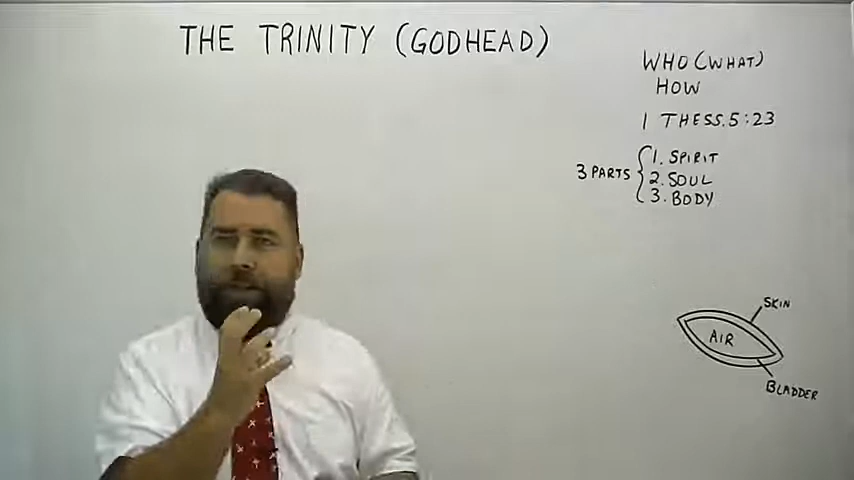 THE TRINITY (GODHEAD)
WHO (WHAT)
HOW
1 THESS. 5:23
3 PARTS
1. SPIRIT
2. SOUL
3. BODY
SKIN
AIR
BLADDER